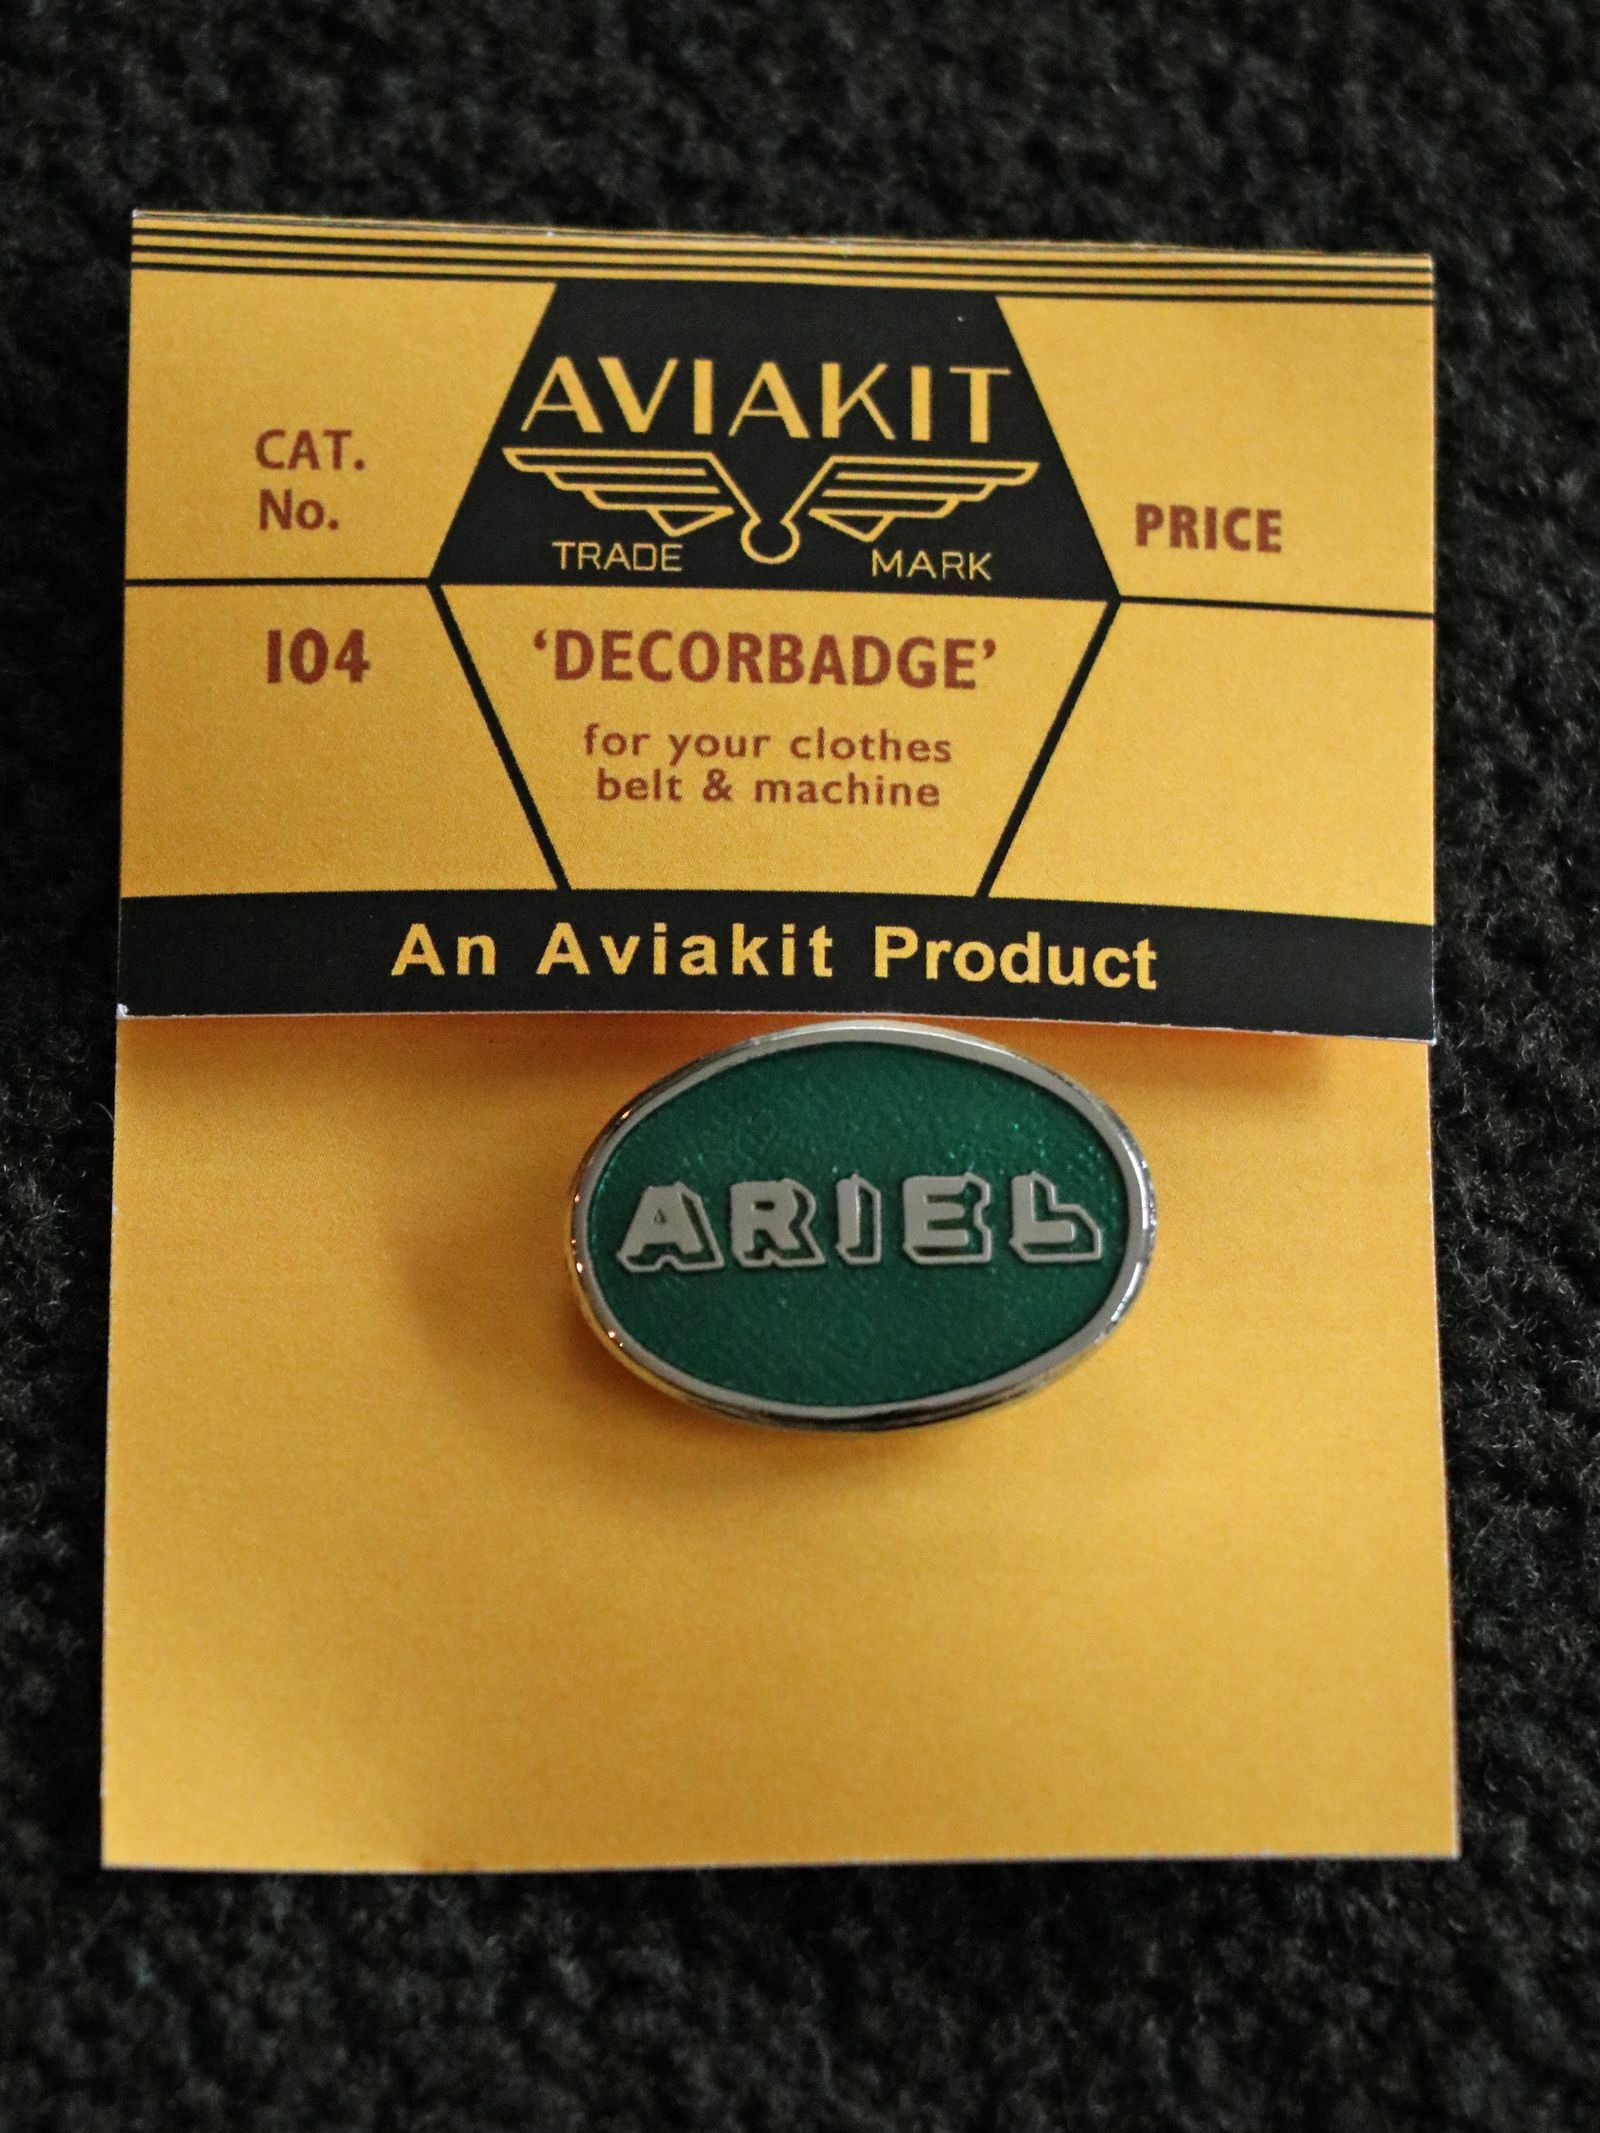 AVIAKIT
TRADE MARK
CAT.
No.
PRICE
104
‘DECORBADGE’
for your clothes
belt & machine
An Aviakit Product
ARIEL